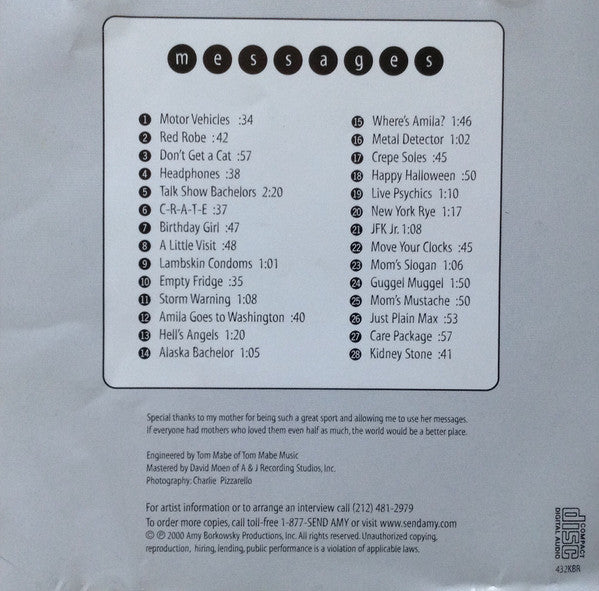 messages
1 Motor Vehicles :34
2 Red Robe :42
3 Don't Get a Cat :57
4 Headphones :38
5 Talk Show Bachelors 2:20
6 C-R-A-T-E :37
7 Birthday Girl :47
8 A Little Visit :48
9 Lambskin Condoms 1:01
10 Empty Fridge :35
11 Storm Warning 1:08
12 Amila Goes to Washington :40
13 Hell's Angels 1:20
14 Alaska Bachelor 1:05
15 Where's Amila? 1:46
16 Metal Detector 1:02
17 Crepe Soles :45
18 Happy Halloween :50
19 Live Psychics 1:10
20 New York Rye 1:17
21 JFK Jr. 1:08
22 Move Your Clocks :45
23 Mom's Slogan 1:06
24 Guggel Muggel 1:50
25 Mom's Mustache :50
26 Just Plain Max :53
27 Care Package :57
28 Kidney Stone :41
Special thanks to my mother for being such a great sport and allowing me to use her messages.
If everyone had mothers who loved them even half as much, the world would be a better place.
Engineered by Tom Mabe of Tom Mabe Music
Mastered by David Moen of A & J Recording Studios, Inc.
Photography: Charlie Pizzarello
For artist information or to arrange an interview call (212) 481-2979
To order more copies, call toll-free 1-877-SEND AMY or visit www.sendamy.com
© ℗ 2000 Amy Borkowsky Productions, Inc. All rights reserved. Unauthorized copying,
reproduction, hiring, lending, public performance is a violation of applicable laws.
COMPACT
disc
DIGITAL AUDIO
432KBR